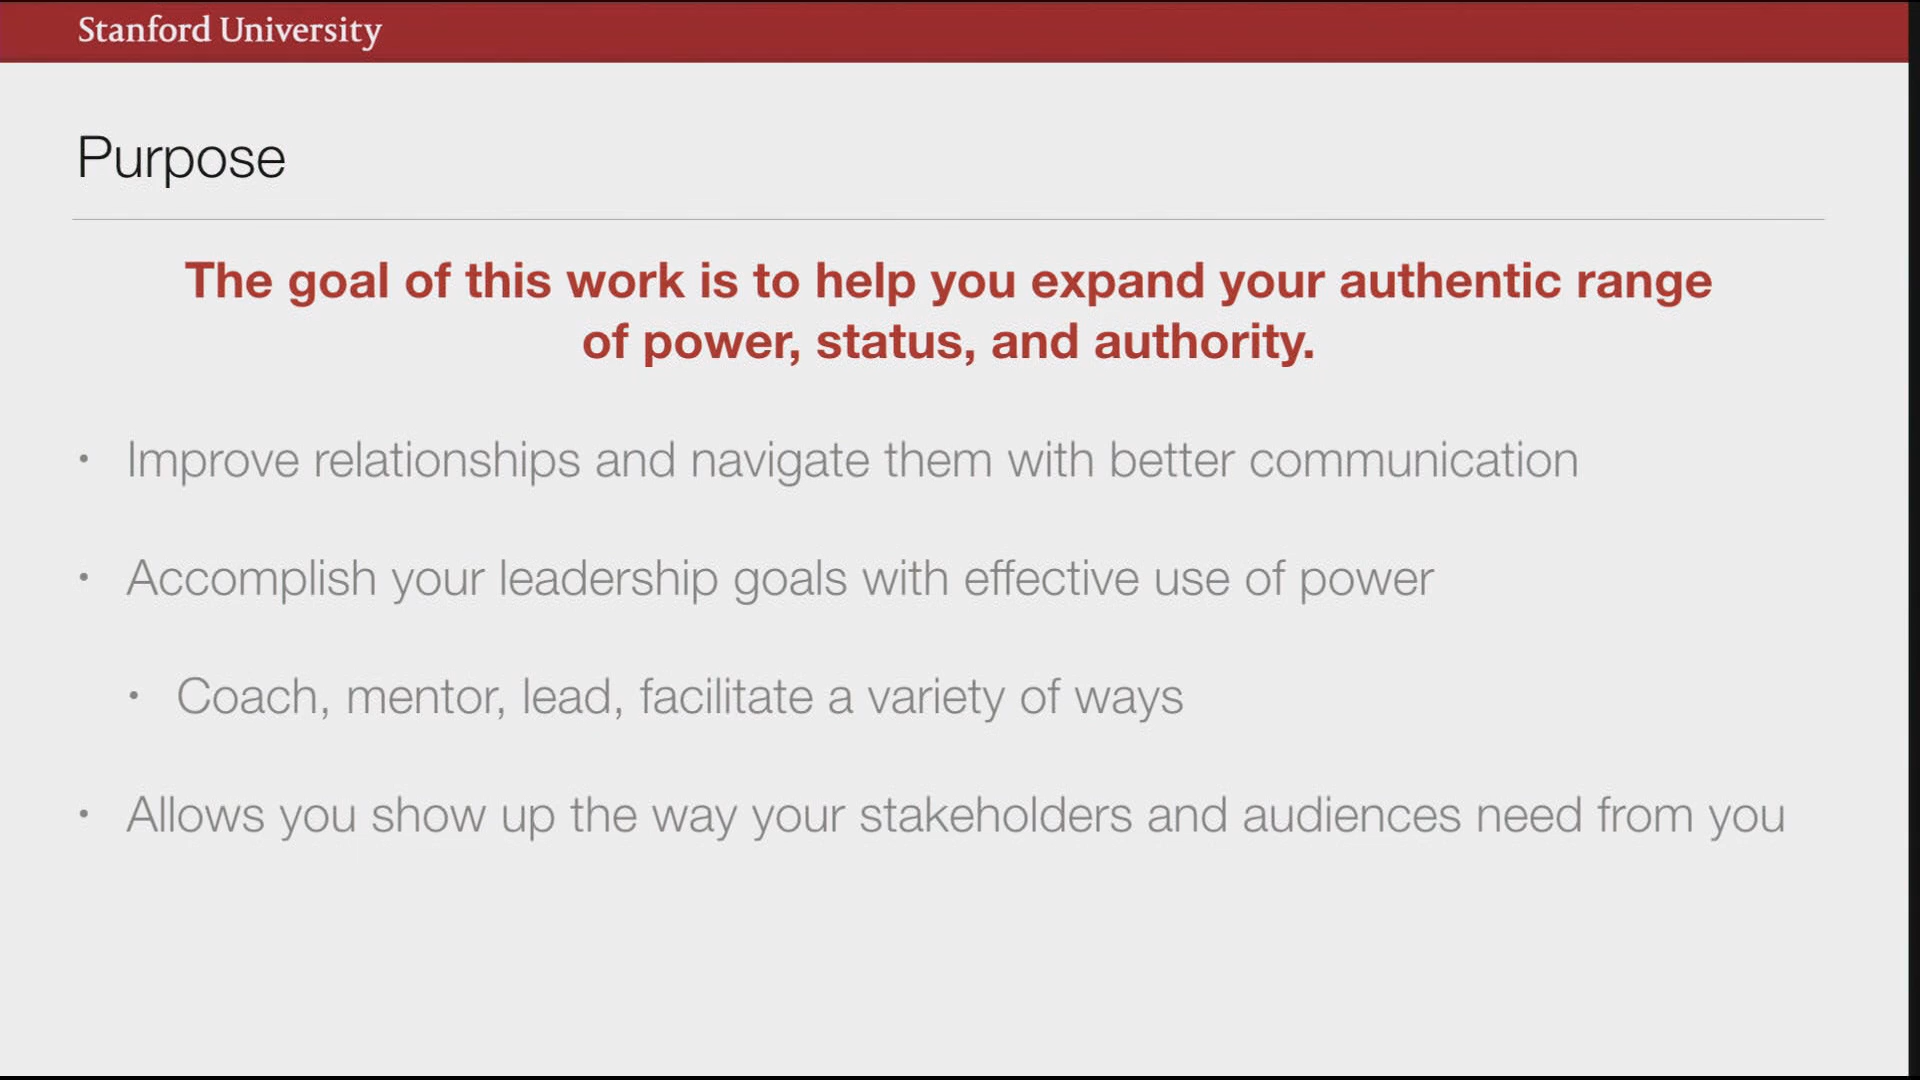 Stanford University
Purpose
The goal of this work is to help you expand your authentic range
of power, status, and authority.
• Improve relationships and navigate them with better communication
• Accomplish your leadership goals with effective use of power
• Coach, mentor, lead, facilitate a variety of ways
• Allows you show up the way your stakeholders and audiences need from you